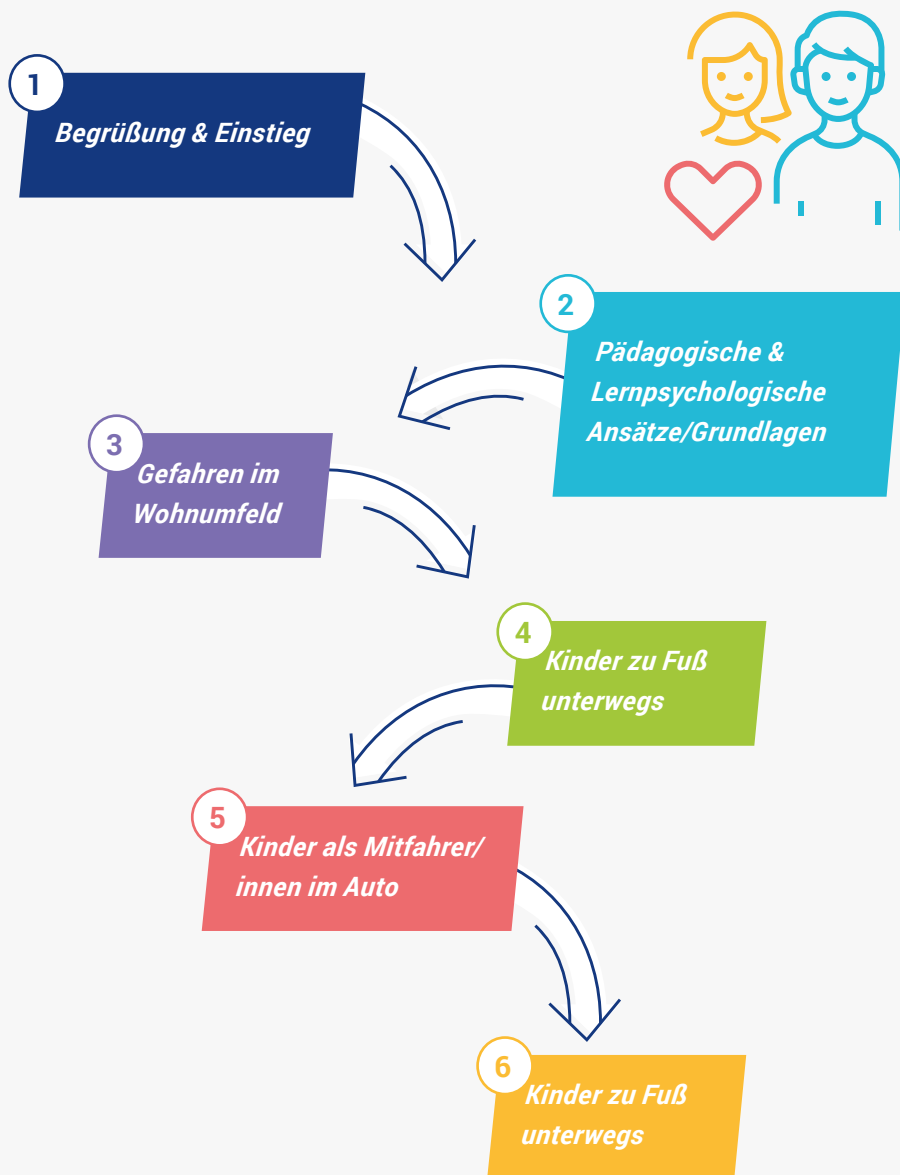 1
Begrüßung & Einstieg
2
Pädagogische &
Lernpsychologische
Ansätze/Grundlagen
3
Gefahren im
Wohnumfeld
4
Kinder zu Fuß
unterwegs
5
Kinder als Mitfahrer/
innen im Auto
6
Kinder zu Fuß
unterwegs